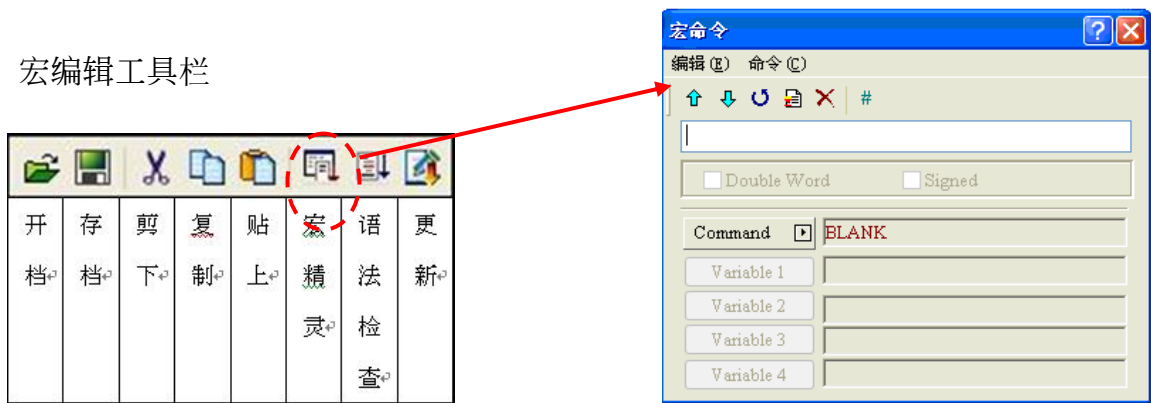 宏编辑工具栏
开档
存档
剪下
复制
贴上
宏精灵
语法检查
更新
宏命令
编辑(E) 命令(C)
#
Double Word Signed
Command BLANK
Variable 1
Variable 2
Variable 3
Variable 4